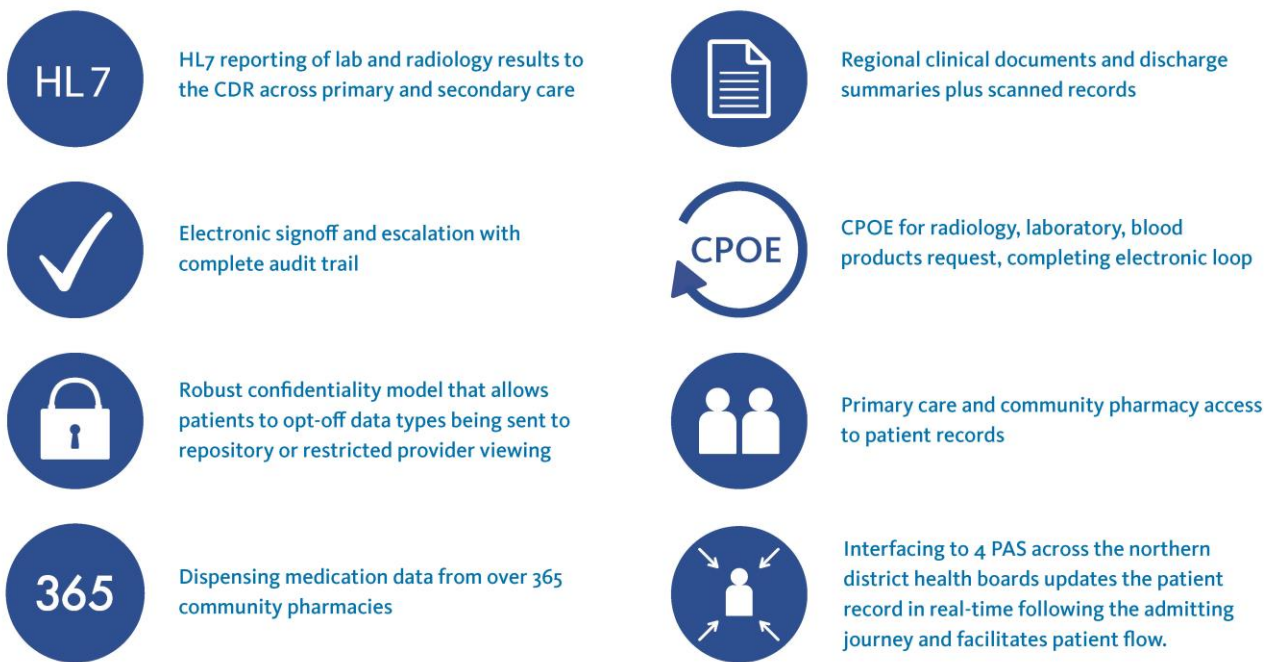 HL7
HL7 reporting of lab and radiology results to
the CDR across primary and secondary care
Regional clinical documents and discharge
summaries plus scanned records
Electronic signoff and escalation with
complete audit trail
CPOE
CPOE for radiology, laboratory, blood
products request, completing electronic loop
Robust confidentiality model that allows
patients to opt-off data types being sent to
repository or restricted provider viewing
Primary care and community pharmacy access
to patient records
365
Dispensing medication data from over 365
community pharmacies
Interfacing to 4 PAS across the northern
district health boards updates the patient
record in real-time following the admitting
journey and facilitates patient flow.